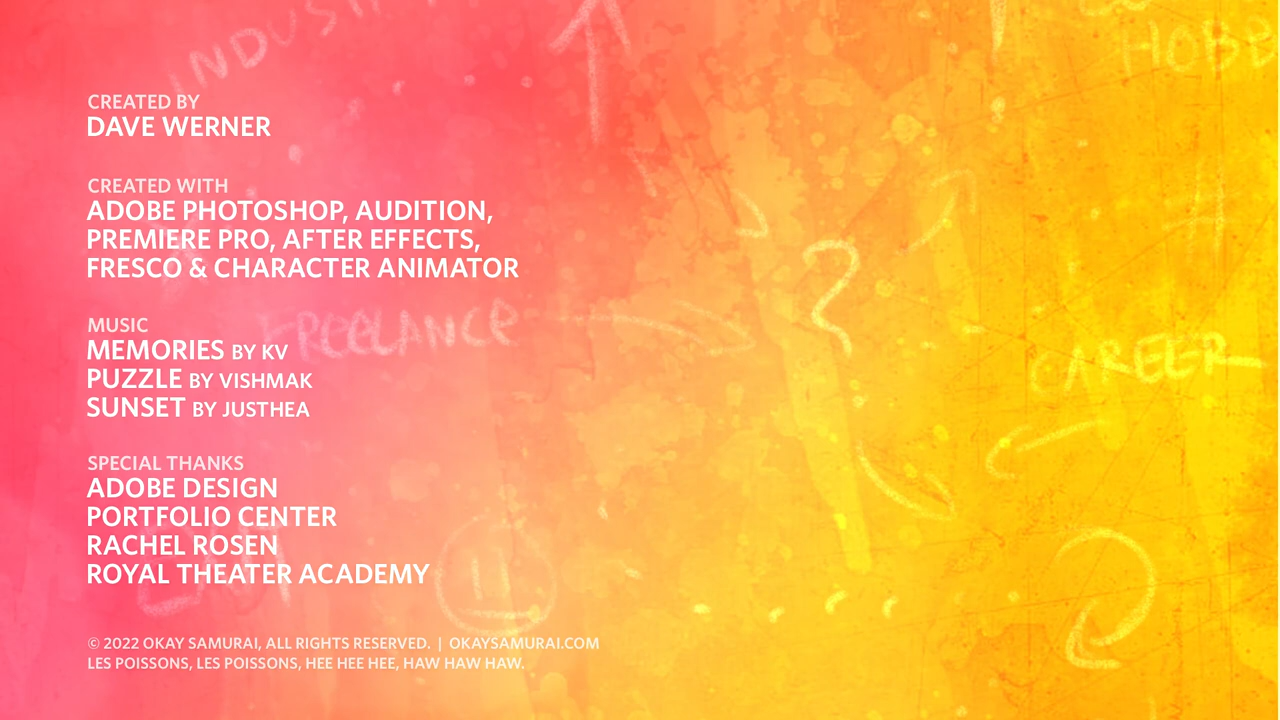 INDUST
HOBB
CREATED BY
DAVE WERNER
CREATED WITH
ADOBE PHOTOSHOP, AUDITION,
PREMIERE PRO, AFTER EFFECTS,
FRESCO & CHARACTER ANIMATOR
?
FREELANCE
CAREER
MUSIC
MEMORIES BY KV
PUZZLE BY VISHMAK
SUNSET BY JUSTHEA
SPECIAL THANKS
ADOBE DESIGN
PORTFOLIO CENTER
RACHEL ROSEN
ROYAL THEATER ACADEMY
© 2022 OKAY SAMURAI, ALL RIGHTS RESERVED. | OKAYSAMURAI.COM
LES POISSONS, LES POISSONS, HEE HEE HEE, HAW HAW HAW.